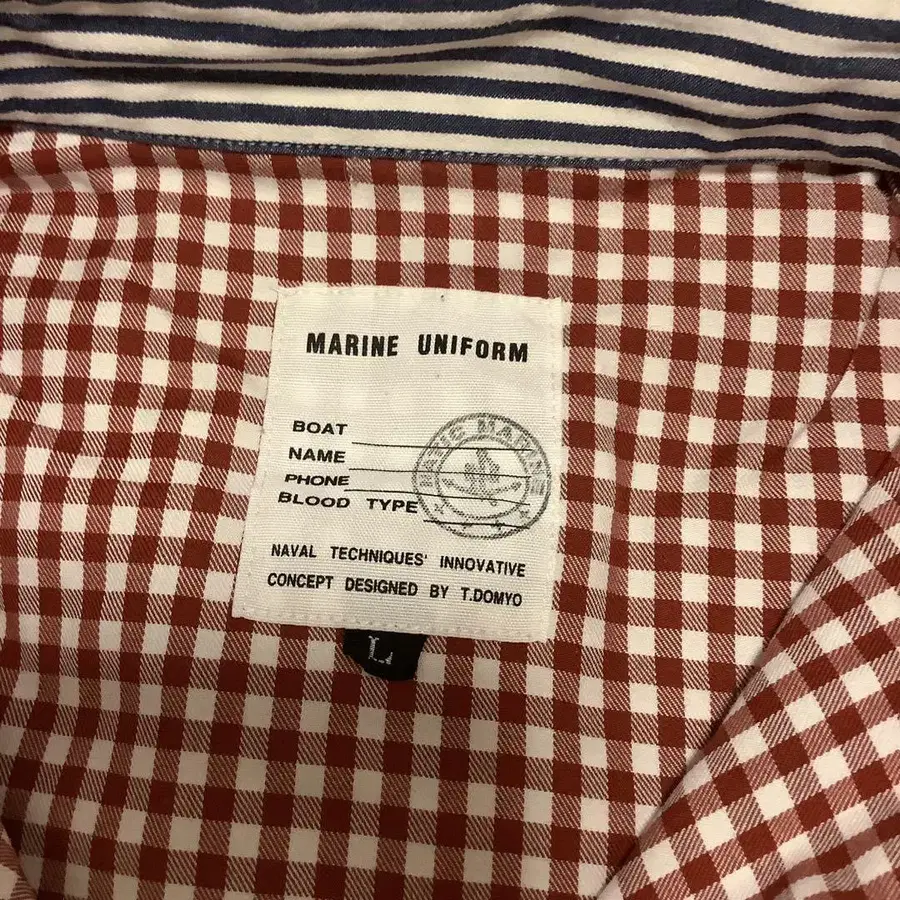 MARINE UNIFORM
BOAT
NAME
PHONE
BLOOD TYPE
NAVAL TECHNIQUES' INNOVATIVE
CONCEPT DESIGNED BY T.DOMYO
L